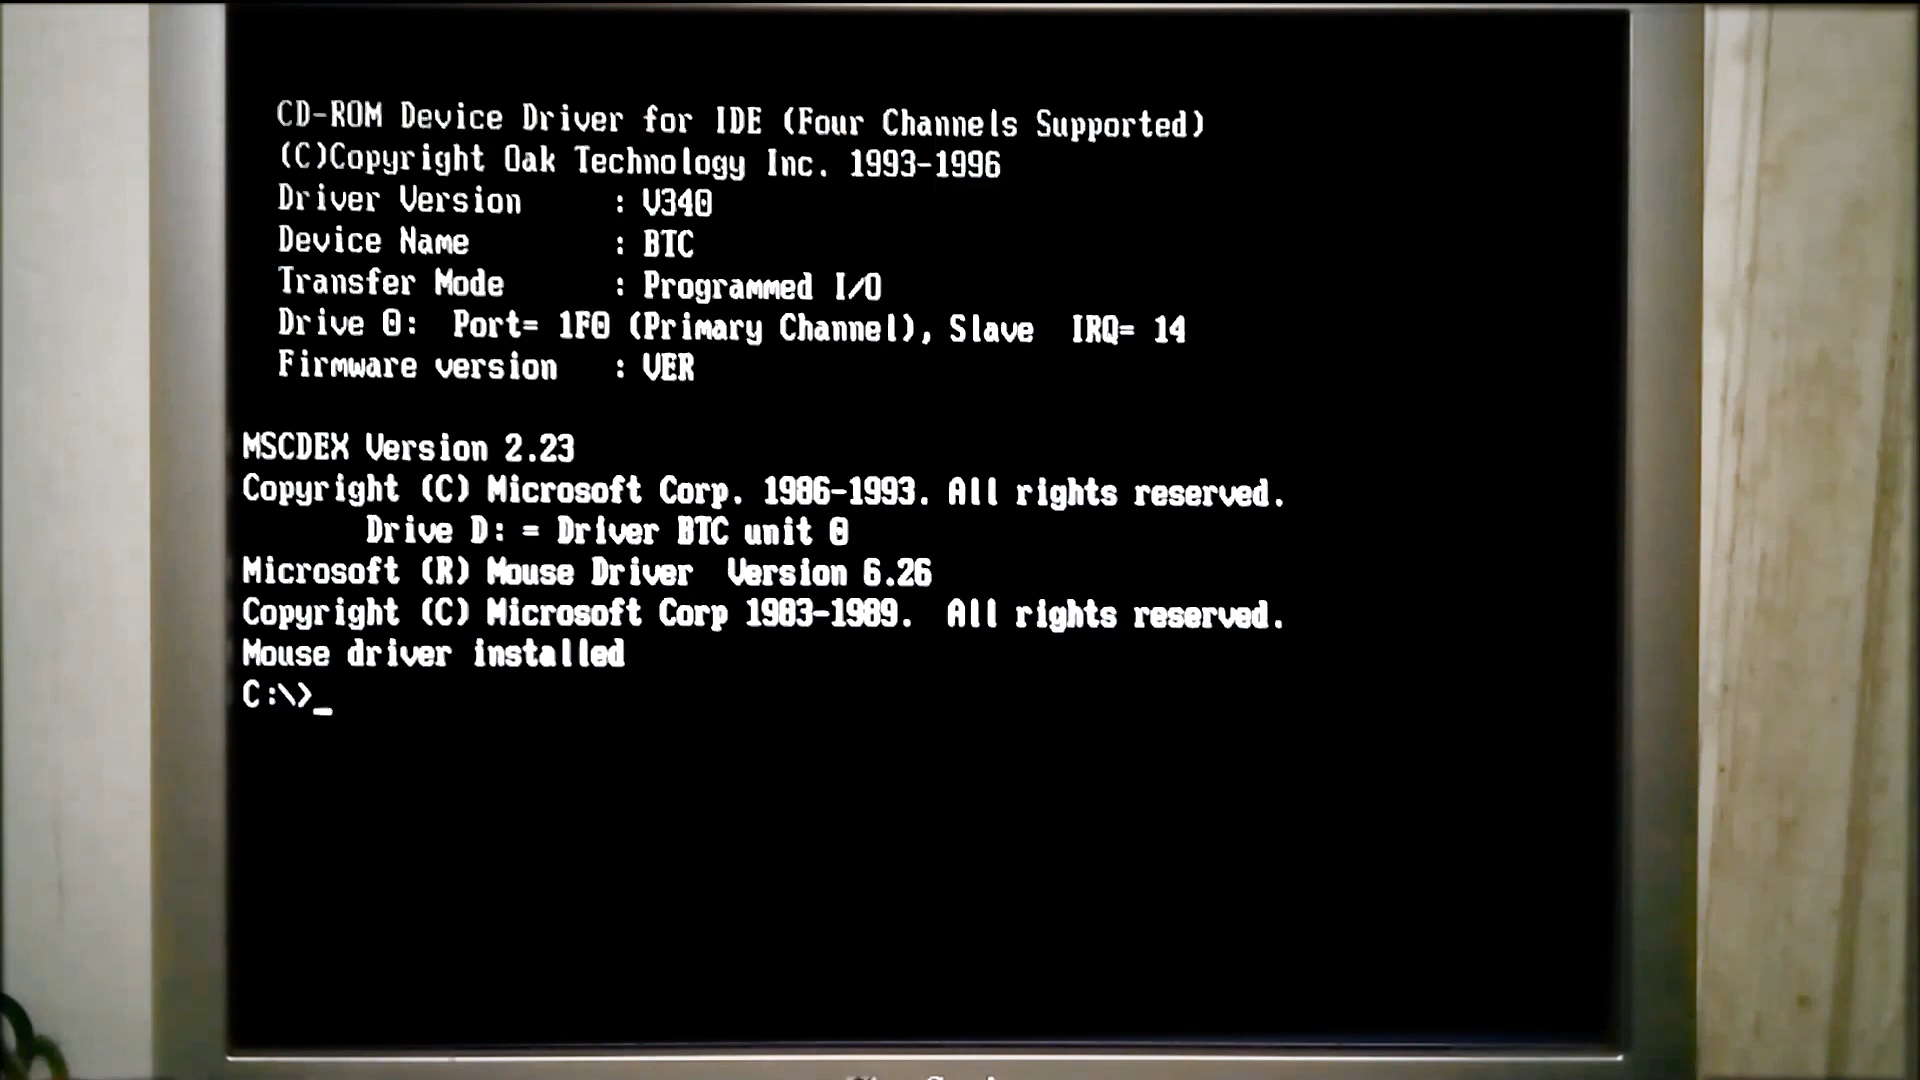 CD-ROM Device Driver for IDE (Four Channels Supported)
(C)Copyright Oak Technology Inc. 1993-1996
Driver Version : V340
Device Name : BTC
Transfer Mode : Programmed I/O
Drive 0: Port= 1F0 (Primary Channel), Slave IRQ= 14
Firmware version : VER
MSCDEX Version 2.23
Copyright (C) Microsoft Corp. 1986-1993. All rights reserved.
Drive D: = Driver BTC unit 0
Microsoft (R) Mouse Driver Version 6.26
Copyright (C) Microsoft Corp 1983-1989. All rights reserved.
Mouse driver installed
C:\>_